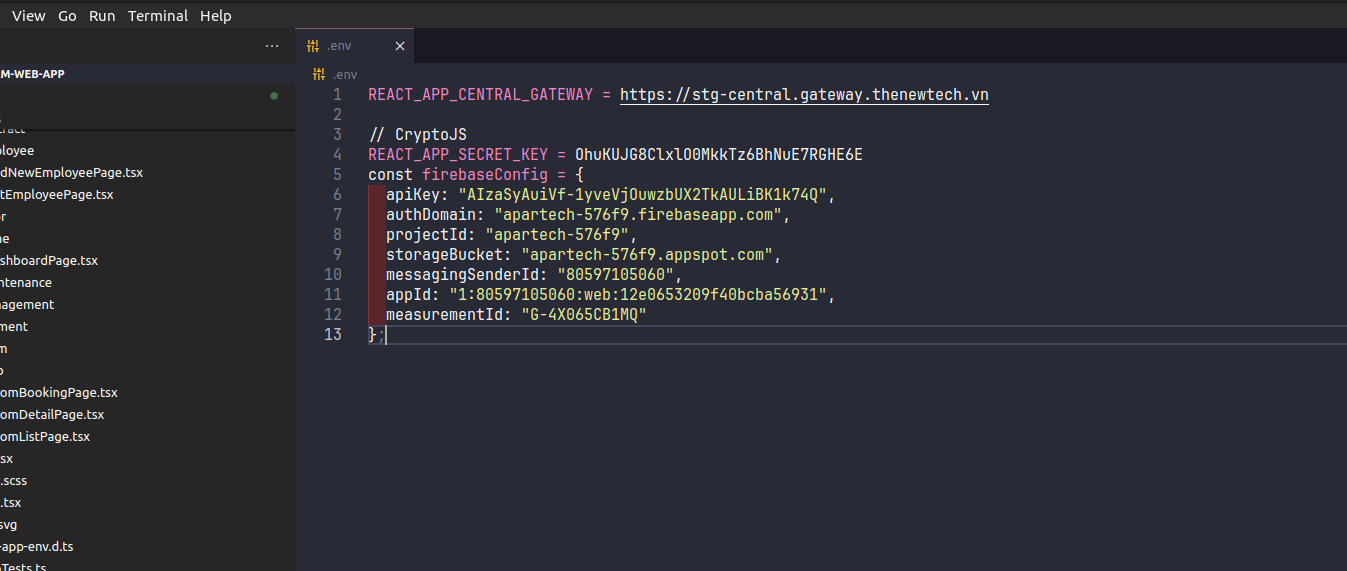 View Go Run Terminal Help
.env
M-WEB-APP
.env
1 REACT_APP_CENTRAL_GATEWAY = https://stg-central.gateway.thenewtech.vn
2
3 // CryptoJS
4 REACT_APP_SECRET_KEY = OhuKUJG8ClxlO0MkkTz6BhNuE7RGHE6E
5 const firebaseConfig = {
6 apiKey: "AIzaSyAuiVf-1yveVjOuwzbUX2TkAULiBK1k74Q",
7 authDomain: "apartech-576f9.firebaseapp.com",
8 projectId: "apartech-576f9",
9 storageBucket: "apartech-576f9.appspot.com",
10 messagingSenderId: "80597105060",
11 appId: "1:80597105060:web:12e0653209f40bcba56931",
12 measurementId: "G-4X065CB1MQ"
13 };
tract
loyee
dNewEmployeePage.tsx
tEmployeePage.tsx
or
ne
shboardPage.tsx
ntenance
nagement
ment
m
o
omBookingPage.tsx
omDetailPage.tsx
omListPage.tsx
sx
.scss
.tsx
svg
-app-env.d.ts
pTests.ts